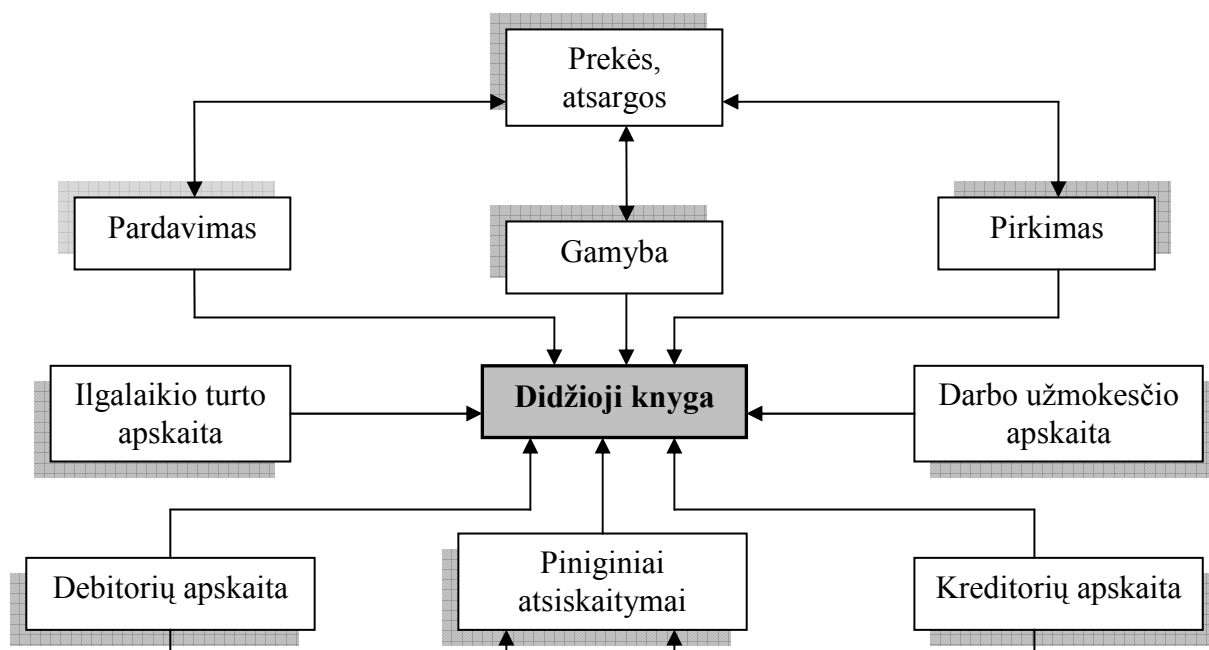 Prekės,
atsargos
Pardavimas
Gamyba
Pirkimas
Ilgalaikio turto
apskaita
Didžioji knyga
Darbo užmokesčio
apskaita
Debitorių apskaita
Piniginiai
atsiskaitymai
Kreditorių apskaita